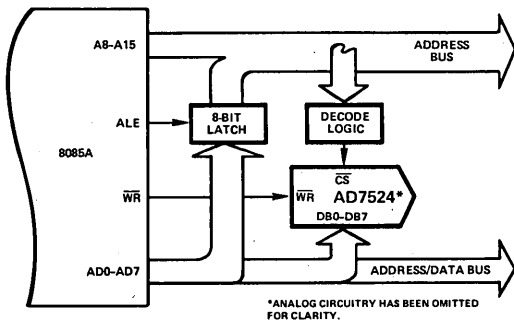 A8–A15
ADDRESS
BUS
ALE
8-BIT
LATCH
DECODE
LOGIC
8085A
CS
WR
WR
AD7524*
DB0–DB7
AD0–AD7
ADDRESS/DATA BUS
*ANALOG CIRCUITRY HAS BEEN OMITTED
FOR CLARITY.